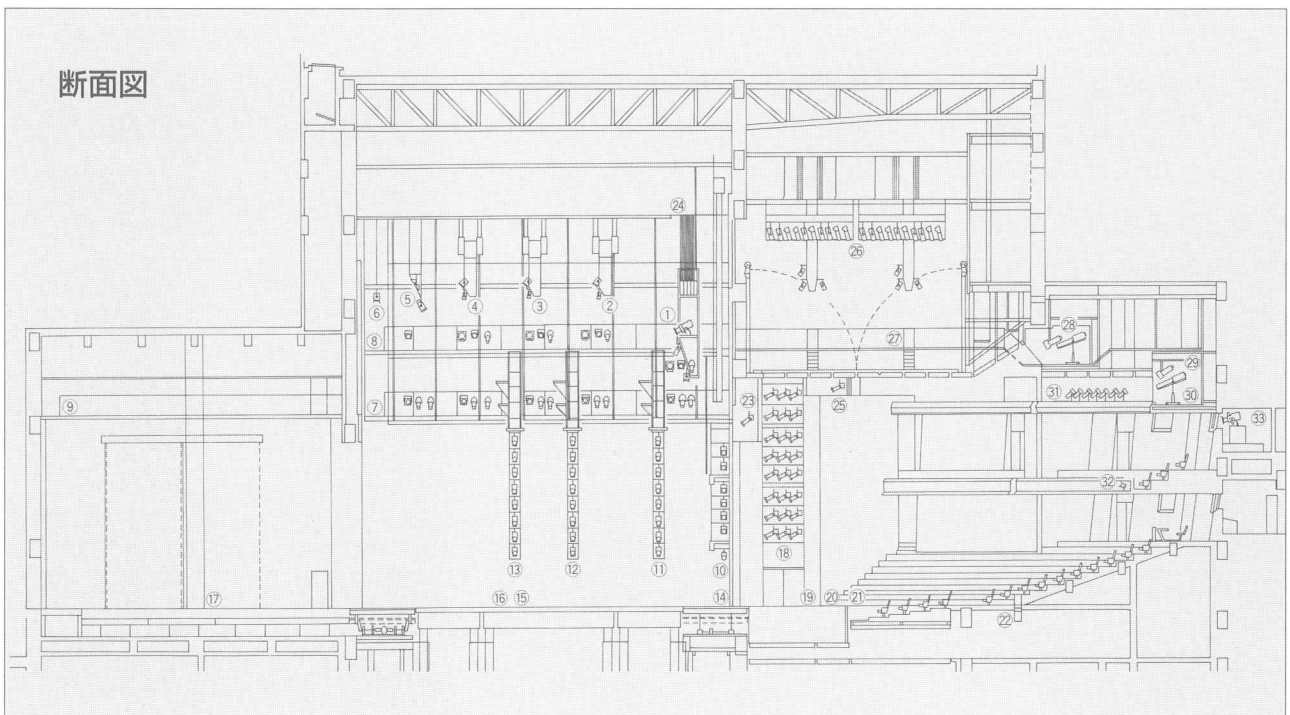 断面図
㉔
㉖
⑥ ⑤ ④ ③ ②
① ㉘
⑧ ㉗
㉙
㉛ ㉚
⑨ ⑦ ㉓ ㉕ ㉝
㉜
⑱
⑬ ⑫ ⑪ ⑩
⑰ ⑯ ⑮ ⑭ ⑲ ⑳ ㉑
㉒